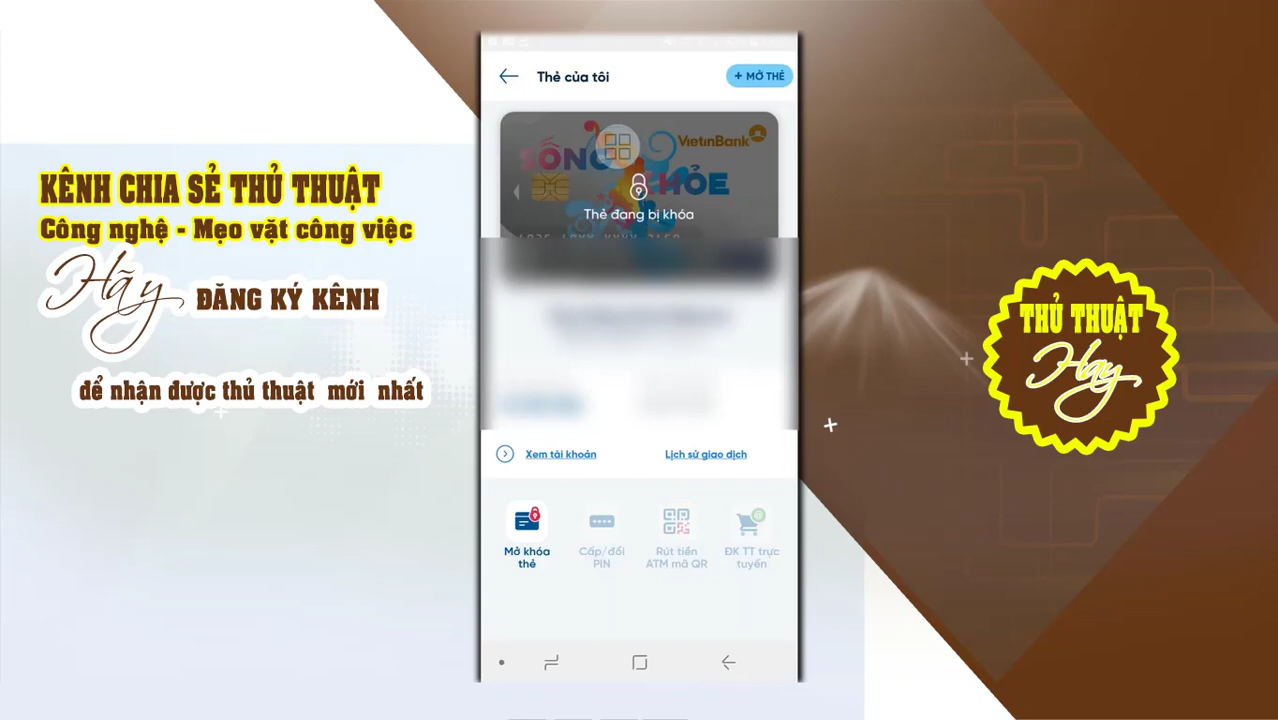 KÊNH CHIA SẺ THỦ THUẬT
Công nghệ - Mẹo vặt công việc
Hãy ĐĂNG KÝ KÊNH
để nhận được thủ thuật mới nhất
Thẻ của tôi
+ MỞ THẺ
VietinBank
SỐNG
KHỎE
Thẻ đang bị khóa
Xem tài khoản
Lịch sử giao dịch
Mở khóa
thẻ
Cấp/đổi
PIN
Rút tiền
ATM mã QR
ĐK TT trực
tuyến
THỦ THUẬT
Hay